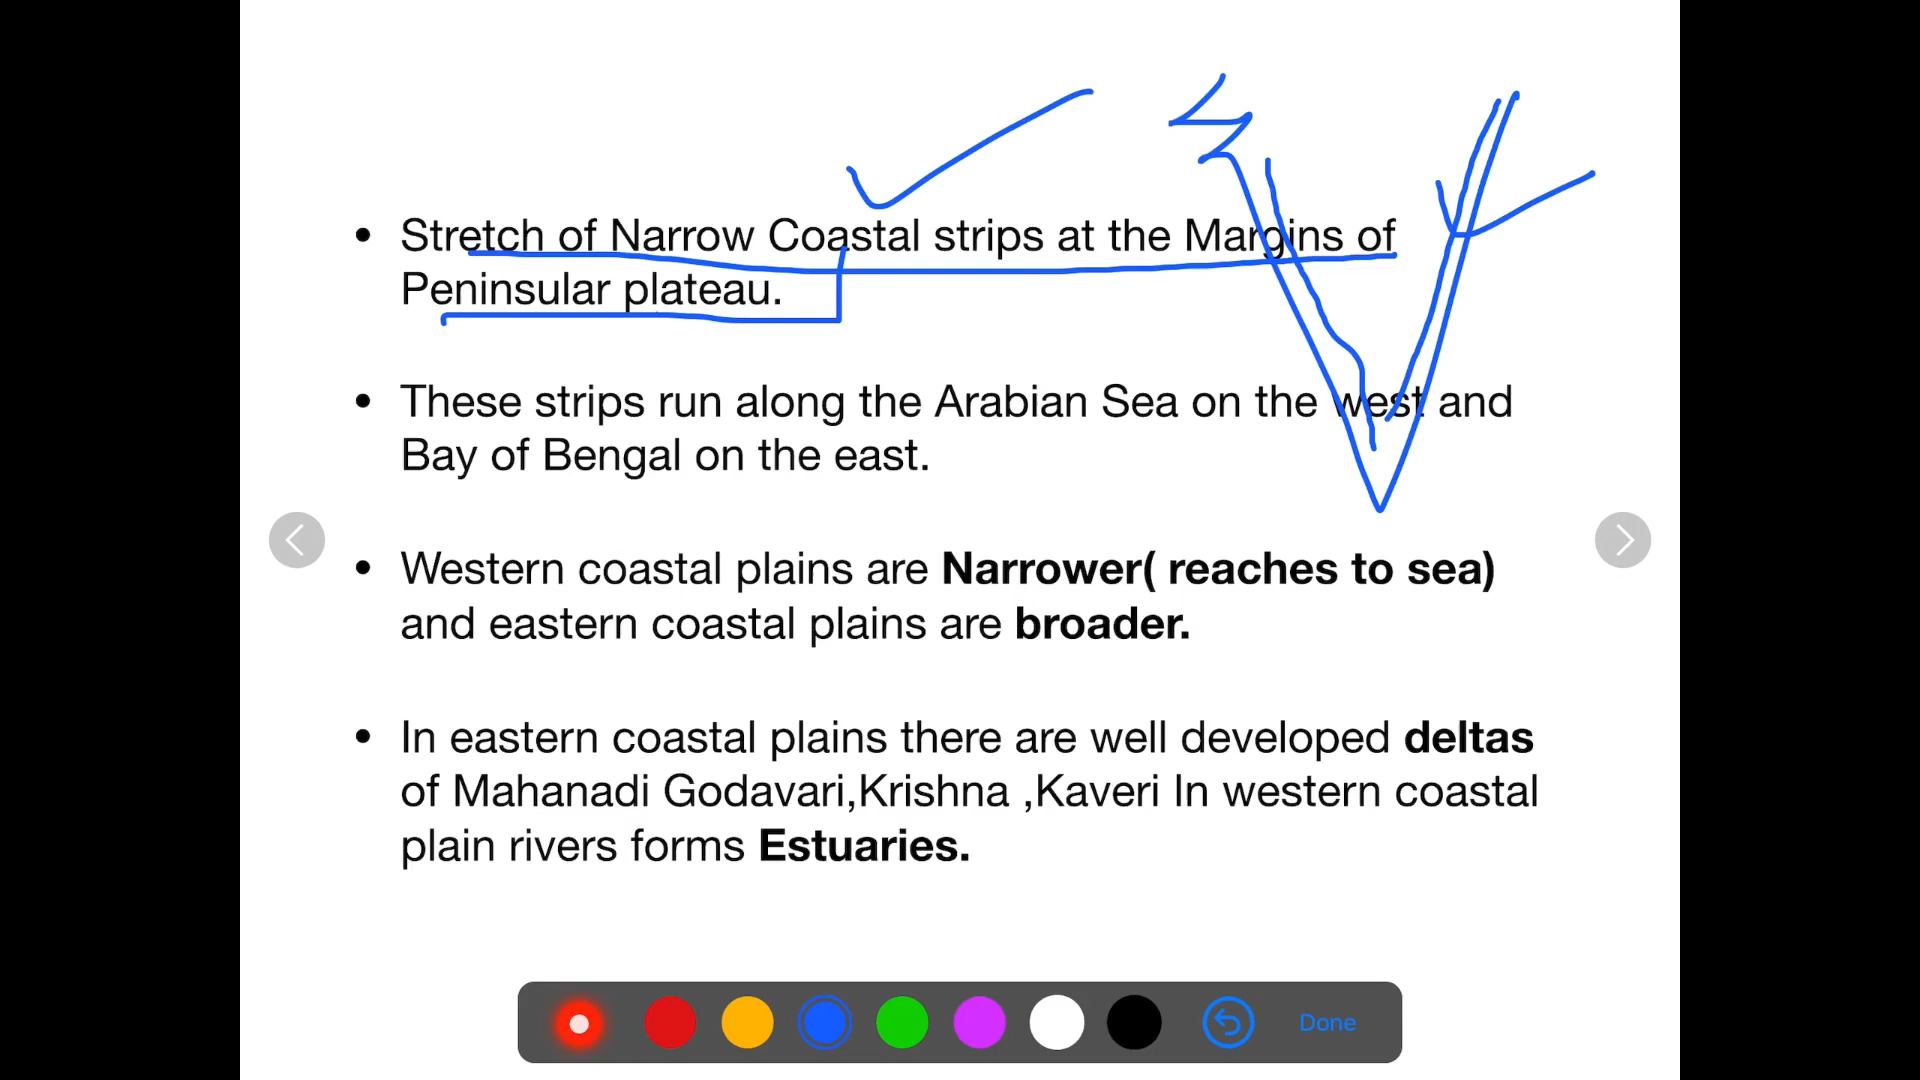 • Stretch of Narrow Coastal strips at the Margins of
Peninsular plateau.
• These strips run along the Arabian Sea on the west and
Bay of Bengal on the east.
• Western coastal plains are Narrower( reaches to sea)
and eastern coastal plains are broader.
• In eastern coastal plains there are well developed deltas
of Mahanadi Godavari,Krishna ,Kaveri In western coastal
plain rivers forms Estuaries.
Done